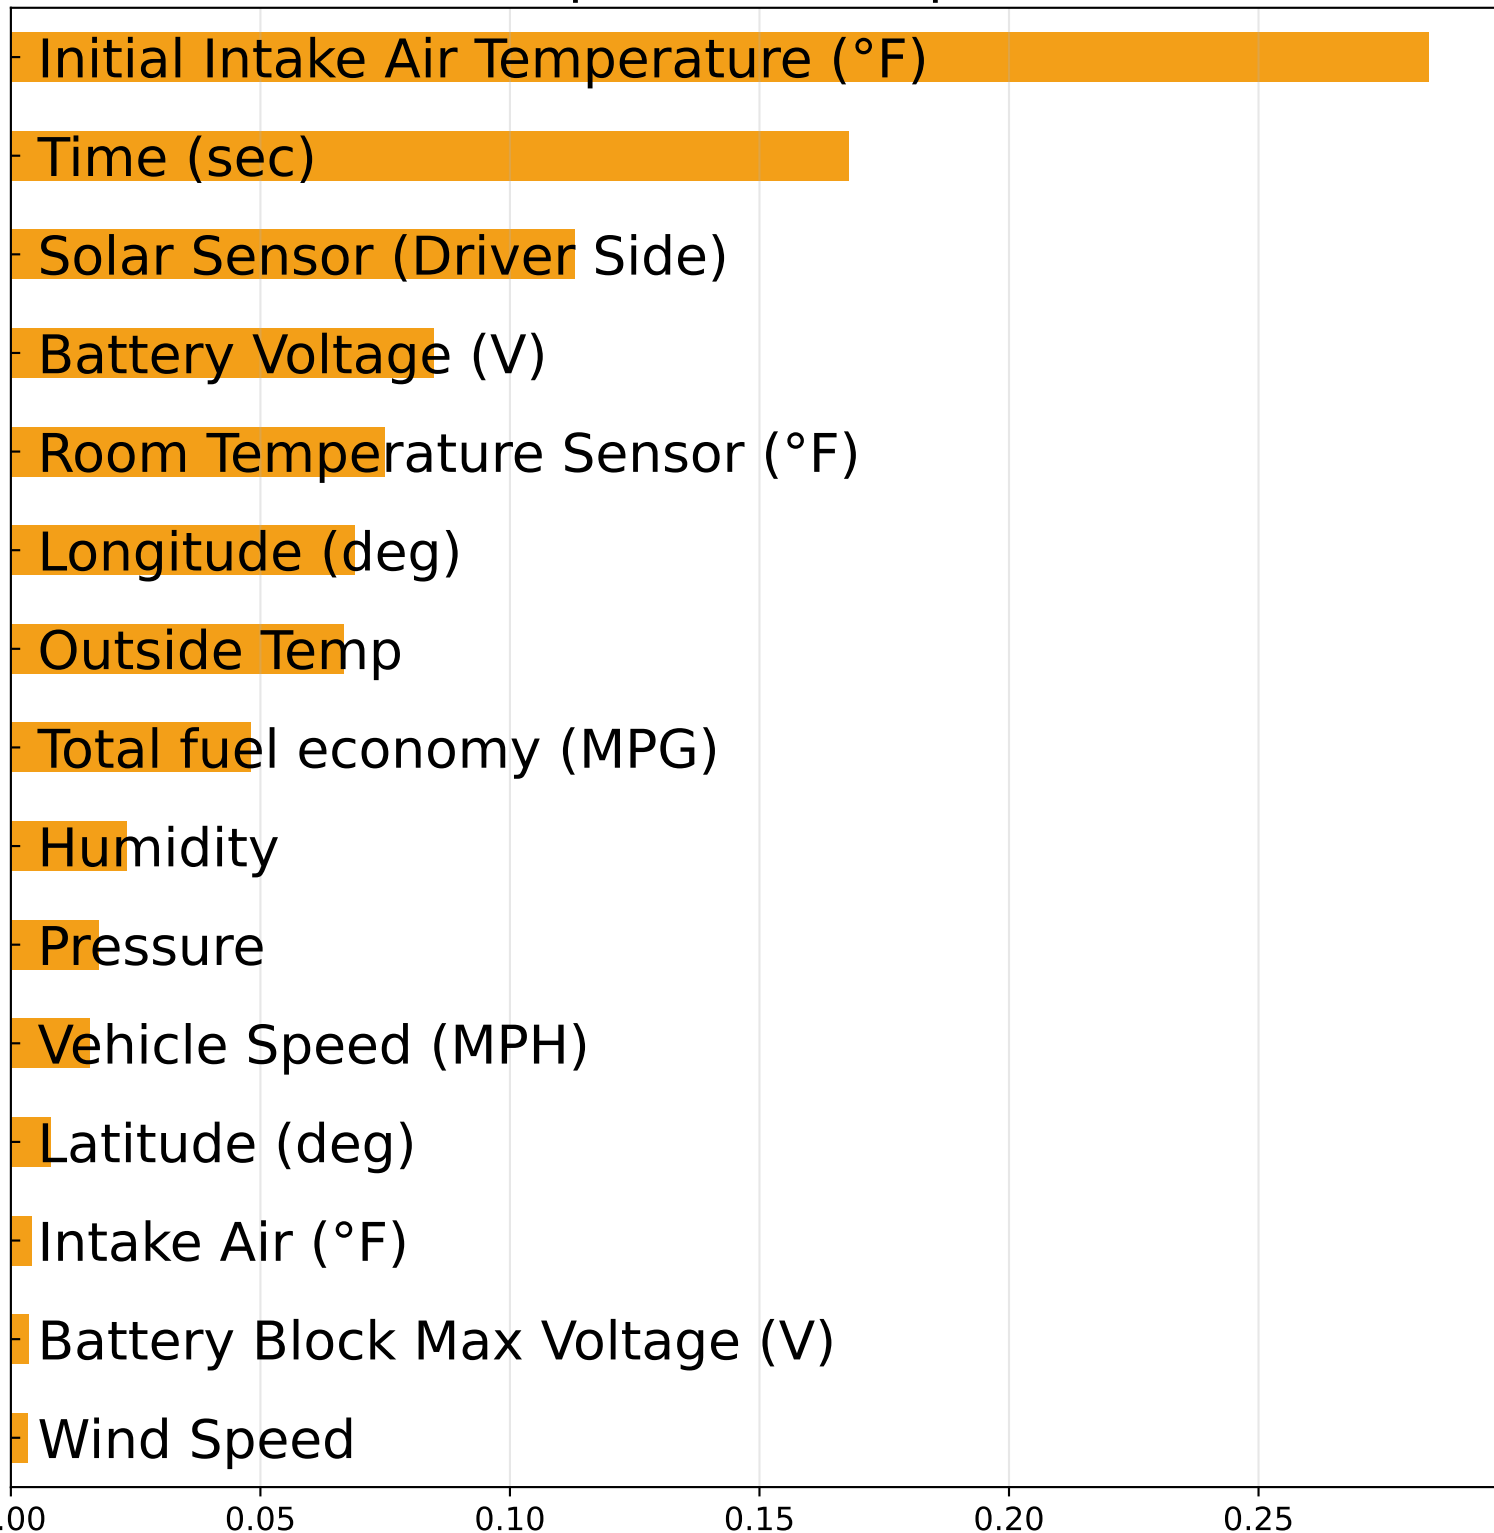 Initial Intake Air Temperature (°F)
Time (sec)
Solar Sensor (Driver Side)
Battery Voltage (V)
Room Temperature Sensor (°F)
Longitude (deg)
Outside Temp
Total fuel economy (MPG)
Humidity
Pressure
Vehicle Speed (MPH)
Latitude (deg)
Intake Air (°F)
Battery Block Max Voltage (V)
Wind Speed
.00 0.05 0.10 0.15 0.20 0.25